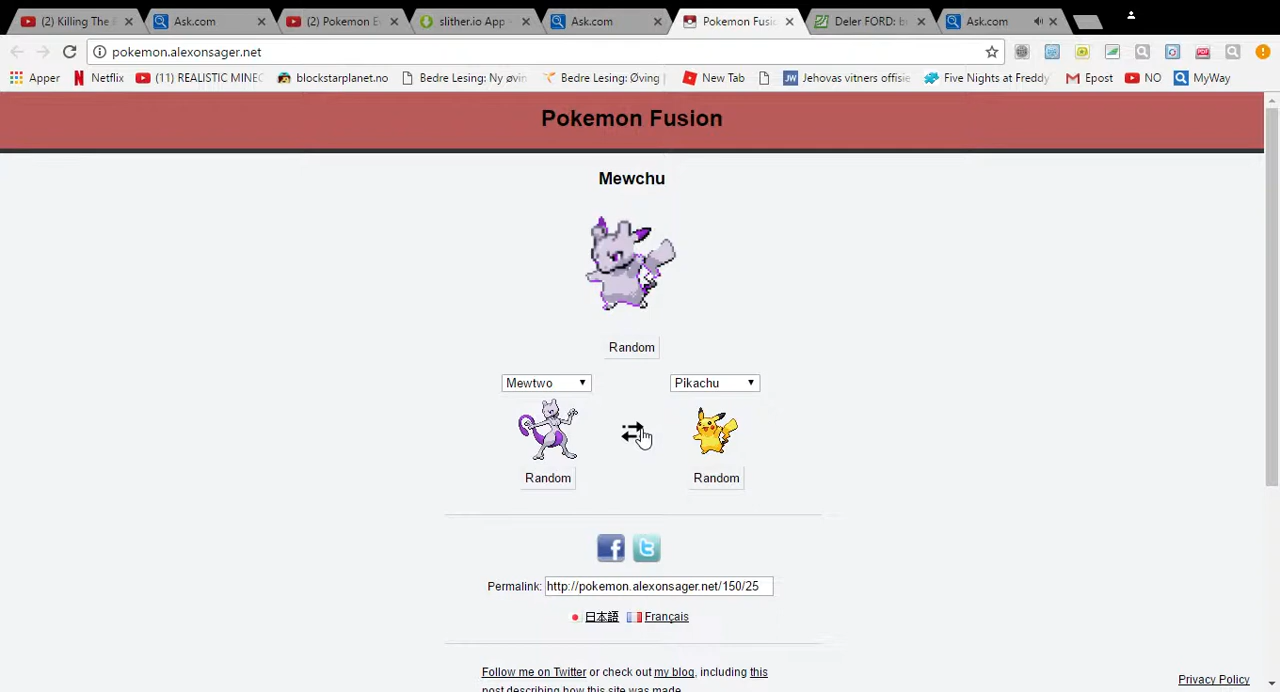 (2) Killing The
Ask.com
(2) Pokemon E
slither.io App -
Ask.com
Pokemon Fusi
Deler FORD: b
Ask.com
pokemon.alexonsager.net
Apper
Netflix
(11) REALISTIC MINEC
blockstarplanet.no
Bedre Lesing: Ny øvin
Bedre Lesing: Øving
New Tab
JW
Jehovas vitners offisie
Five Nights at Freddy
Epost
NO
MyWay
Pokemon Fusion
Mewchu
Random
Mewtwo
Pikachu
Random
Random
Permalink: http://pokemon.alexonsager.net/150/25
日本語 Français
Follow me on Twitter or check out my blog, including this
post describing how this site was made.
Privacy Policy